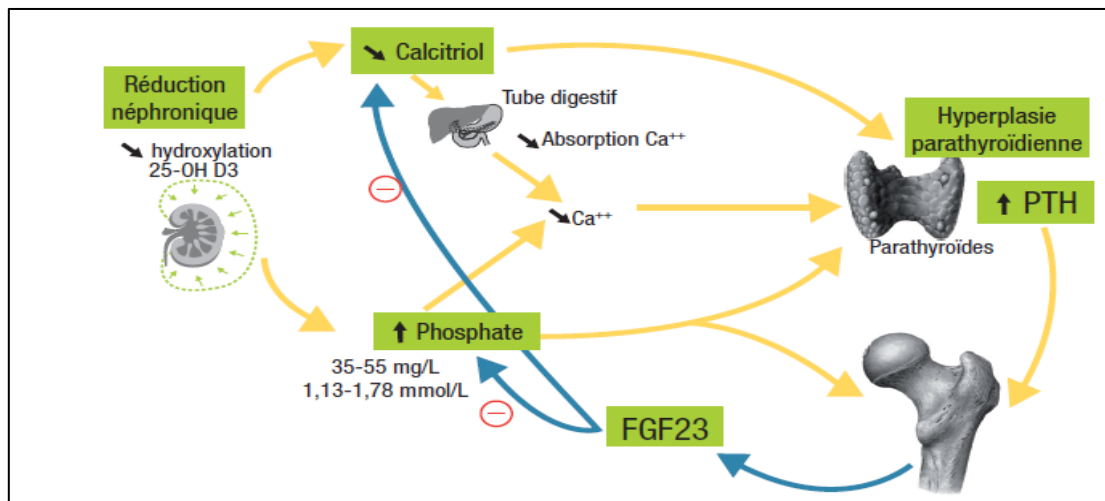 ↘ Calcitriol
Réduction
néphronique
↘ hydroxylation
25-OH D3
Tube digestif
↘ Absorption Ca⁺⁺
Hyperplasie
parathyroïdienne
−
↘ Ca⁺⁺
↑ PTH
Parathyroïdes
↑ Phosphate
35-55 mg/L
1,13-1,78 mmol/L
−
FGF23